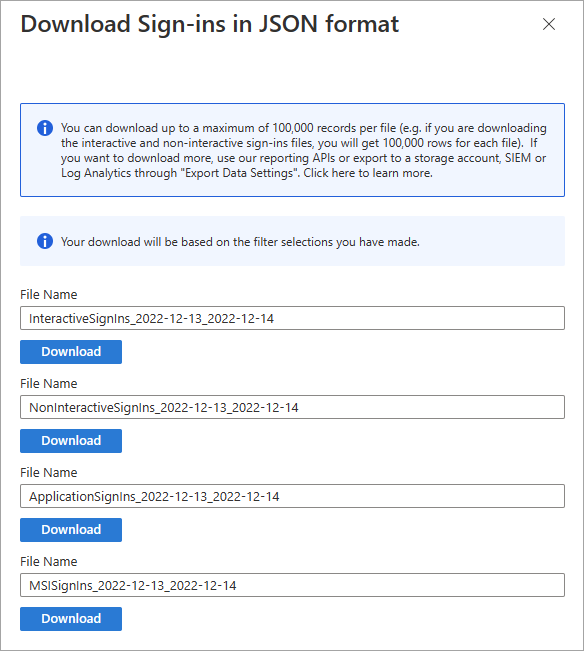 Download Sign-ins in JSON format
You can download up to a maximum of 100,000 records per file (e.g. if you are downloading
the interactive and non-interactive sign-ins files, you will get 100,000 rows for each file).  If
you want to download more, use our reporting APIs or export to a storage account, SIEM or
Log Analytics through "Export Data Settings". Click here to learn more.
Your download will be based on the filter selections you have made.
File Name
InteractiveSignIns_2022-12-13_2022-12-14
Download
File Name
NonInteractiveSignIns_2022-12-13_2022-12-14
Download
File Name
ApplicationSignIns_2022-12-13_2022-12-14
Download
File Name
MSISignIns_2022-12-13_2022-12-14
Download